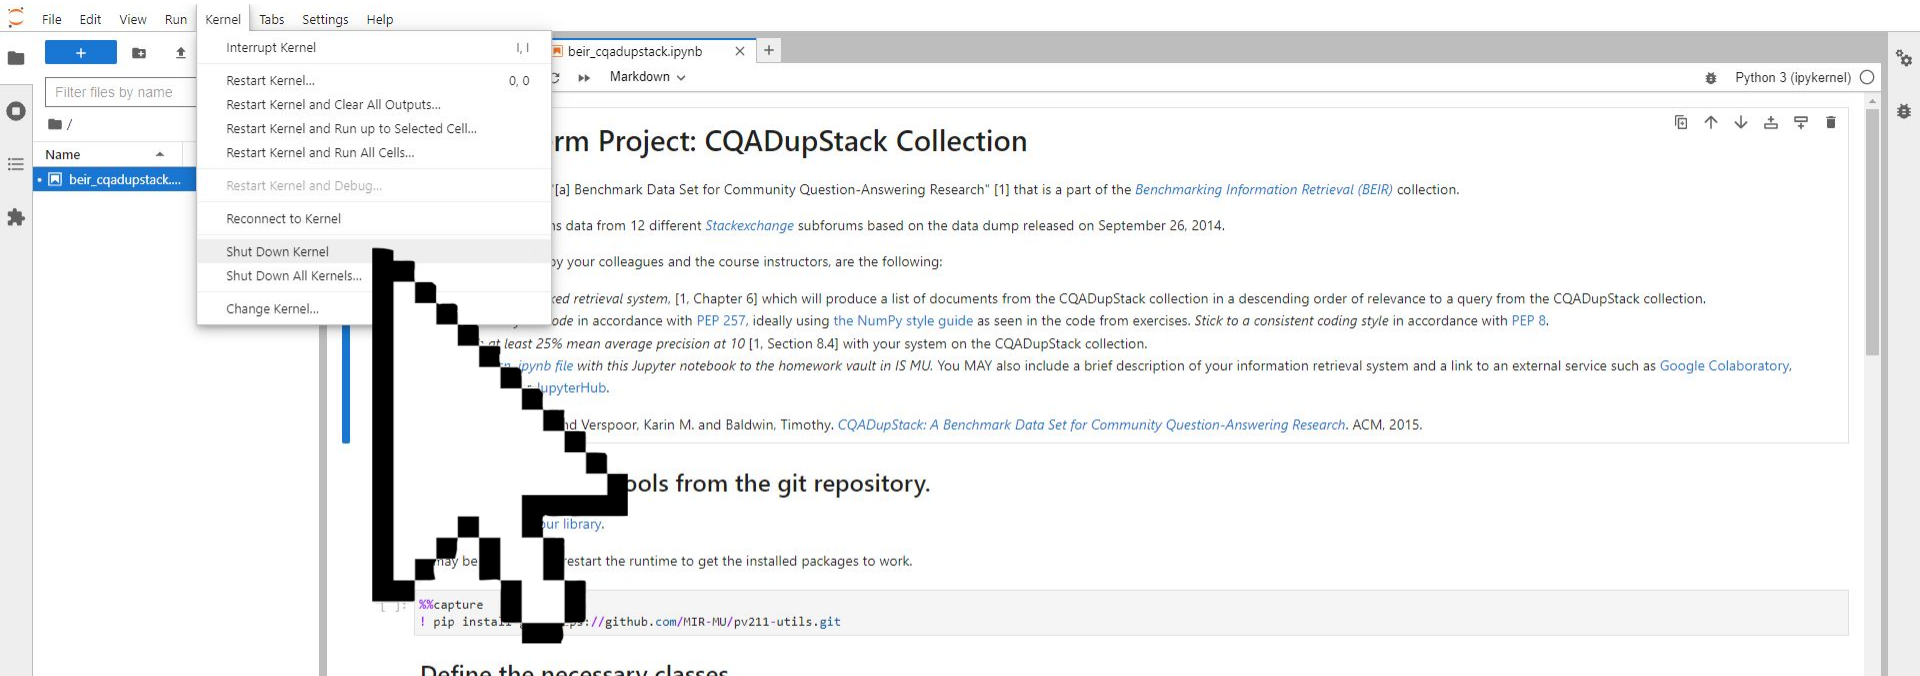 File Edit View Run Kernel Tabs Settings Help
Interrupt Kernel I, I
Restart Kernel... 0, 0
Restart Kernel and Clear All Outputs...
Restart Kernel and Run up to Selected Cell...
Restart Kernel and Run All Cells...
Restart Kernel and Debug...
Reconnect to Kernel
Shut Down Kernel
Shut Down All Kernels...
Change Kernel...
+
Filter files by name
/
Name
beir_cqadupstack....
beir_cqadupstack.ipynb
Markdown
Python 3 (ipykernel)
rm Project: CQADupStack Collection
"[a] Benchmark Data Set for Community Question-Answering Research" [1] that is a part of the Benchmarking Information Retrieval (BEIR) collection.
data from 12 different Stackexchange subforums based on the data dump released on September 26, 2014.
by your colleagues and the course instructors, are the following:
ked retrieval system, [1, Chapter 6] which will produce a list of documents from the CQADupStack collection in a descending order of relevance to a query from the CQADupStack collection.
ode in accordance with PEP 257, ideally using the NumPy style guide as seen in the code from exercises. Stick to a consistent coding style in accordance with PEP 8.
at least 25% mean average precision at 10 [1, Section 8.4] with your system on the CQADupStack collection.
.ipynb file with this Jupyter notebook to the homework vault in IS MU. You MAY also include a brief description of your information retrieval system and a link to an external service such as Google Colaboratory,
JupyterHub.
nd Verspoor, Karin M. and Baldwin, Timothy. CQADupStack: A Benchmark Data Set for Community Question-Answering Research. ACM, 2015.
ools from the git repository.
our library.
may be restart the runtime to get the installed packages to work.
[ ]: %%capture
! pip instal ://github.com/MIR-MU/pv211-utils.git
Define the necessary classes